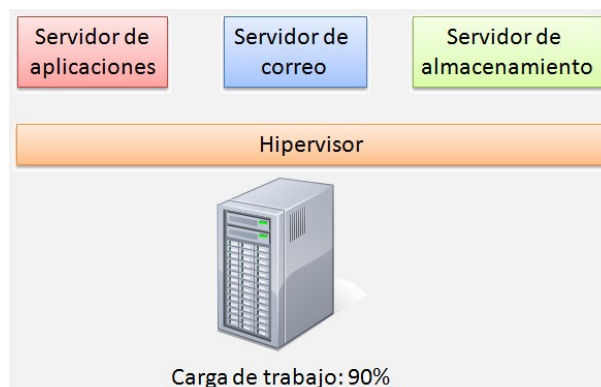 Servidor de
aplicaciones
Servidor de
correo
Servidor de
almacenamiento
Hipervisor
Carga de trabajo: 90%